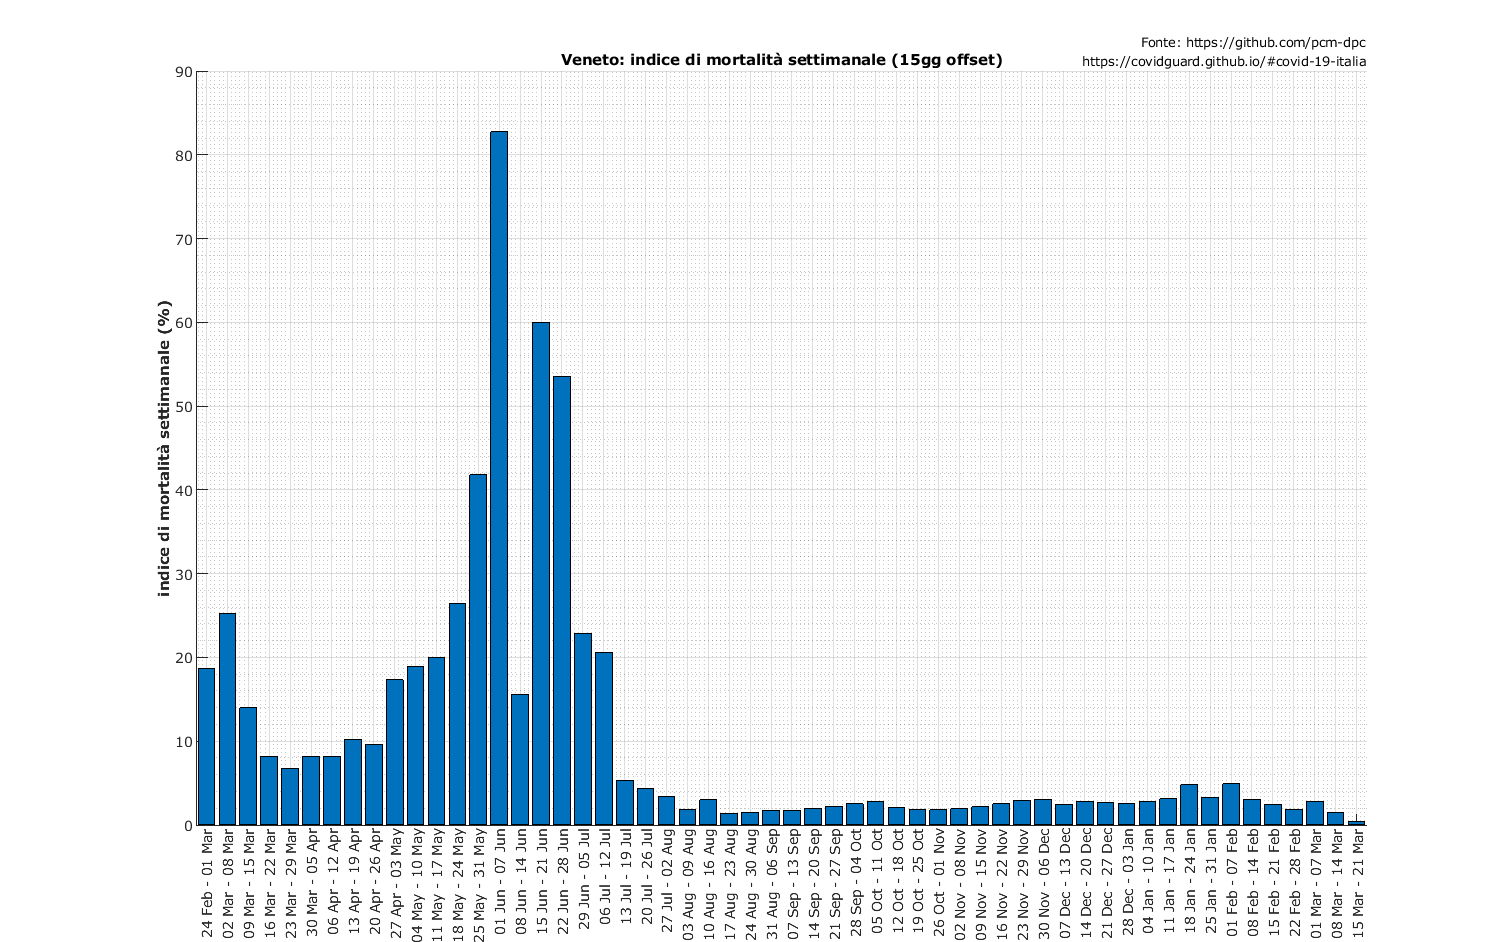 Fonte: https://github.com/pcm-dpc
Veneto: indice di mortalità settimanale (15gg offset)
https://covidguard.github.io/#covid-19-italia
indice di mortalità settimanale (%)
90
80
70
60
50
40
30
20
10
0
24 Feb - 01 Mar
02 Mar - 08 Mar
09 Mar - 15 Mar
16 Mar - 22 Mar
23 Mar - 29 Mar
30 Mar - 05 Apr
06 Apr - 12 Apr
13 Apr - 19 Apr
20 Apr - 26 Apr
27 Apr - 03 May
04 May - 10 May
11 May - 17 May
18 May - 24 May
25 May - 31 May
01 Jun - 07 Jun
08 Jun - 14 Jun
15 Jun - 21 Jun
22 Jun - 28 Jun
29 Jun - 05 Jul
06 Jul - 12 Jul
13 Jul - 19 Jul
20 Jul - 26 Jul
27 Jul - 02 Aug
03 Aug - 09 Aug
10 Aug - 16 Aug
17 Aug - 23 Aug
24 Aug - 30 Aug
31 Aug - 06 Sep
07 Sep - 13 Sep
14 Sep - 20 Sep
21 Sep - 27 Sep
28 Sep - 04 Oct
05 Oct - 11 Oct
12 Oct - 18 Oct
19 Oct - 25 Oct
26 Oct - 01 Nov
02 Nov - 08 Nov
09 Nov - 15 Nov
16 Nov - 22 Nov
23 Nov - 29 Nov
30 Nov - 06 Dec
07 Dec - 13 Dec
14 Dec - 20 Dec
21 Dec - 27 Dec
28 Dec - 03 Jan
04 Jan - 10 Jan
11 Jan - 17 Jan
18 Jan - 24 Jan
25 Jan - 31 Jan
01 Feb - 07 Feb
08 Feb - 14 Feb
15 Feb - 21 Feb
22 Feb - 28 Feb
01 Mar - 07 Mar
08 Mar - 14 Mar
15 Mar - 21 Mar